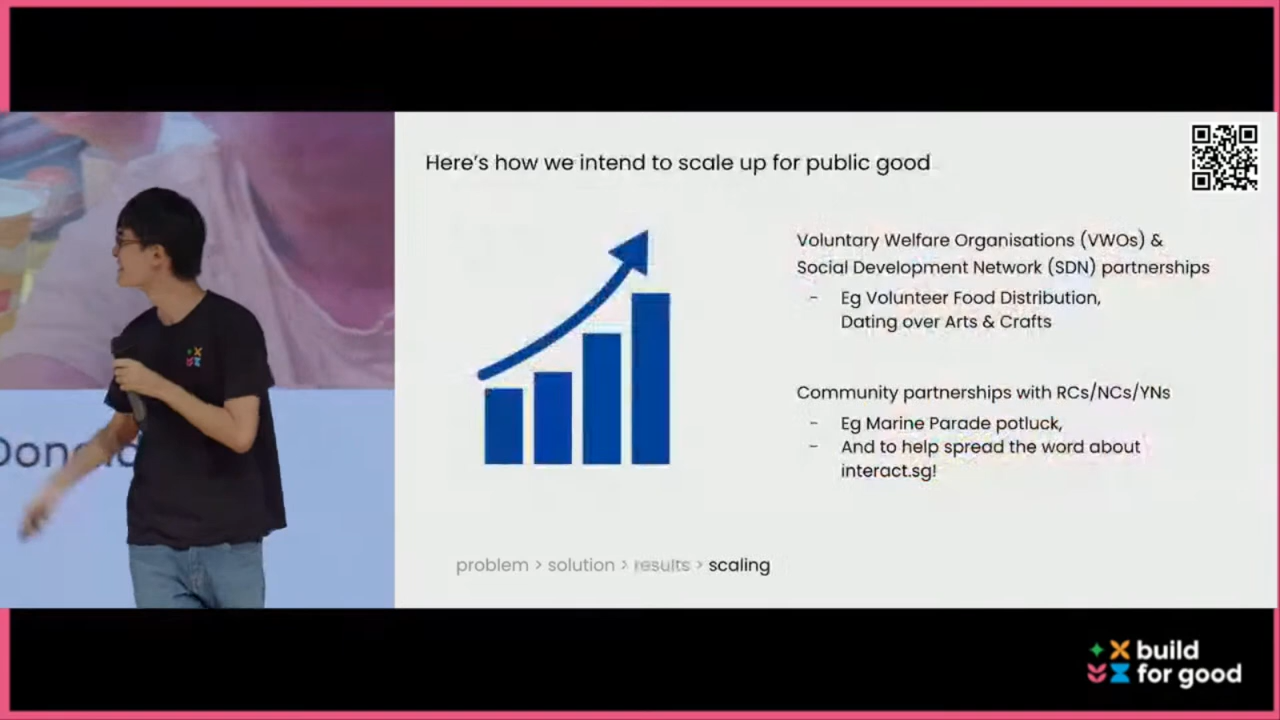 Here's how we intend to scale up for public good
Voluntary Welfare Organisations (VWOs) &
Social Development Network (SDN) partnerships
- Eg Volunteer Food Distribution,
Dating over Arts & Crafts
Community partnerships with RCs/NCs/YNs
- Eg Marine Parade potluck,
- And to help spread the word about
interact.sg!
problem > solution > results > scaling
build
for good